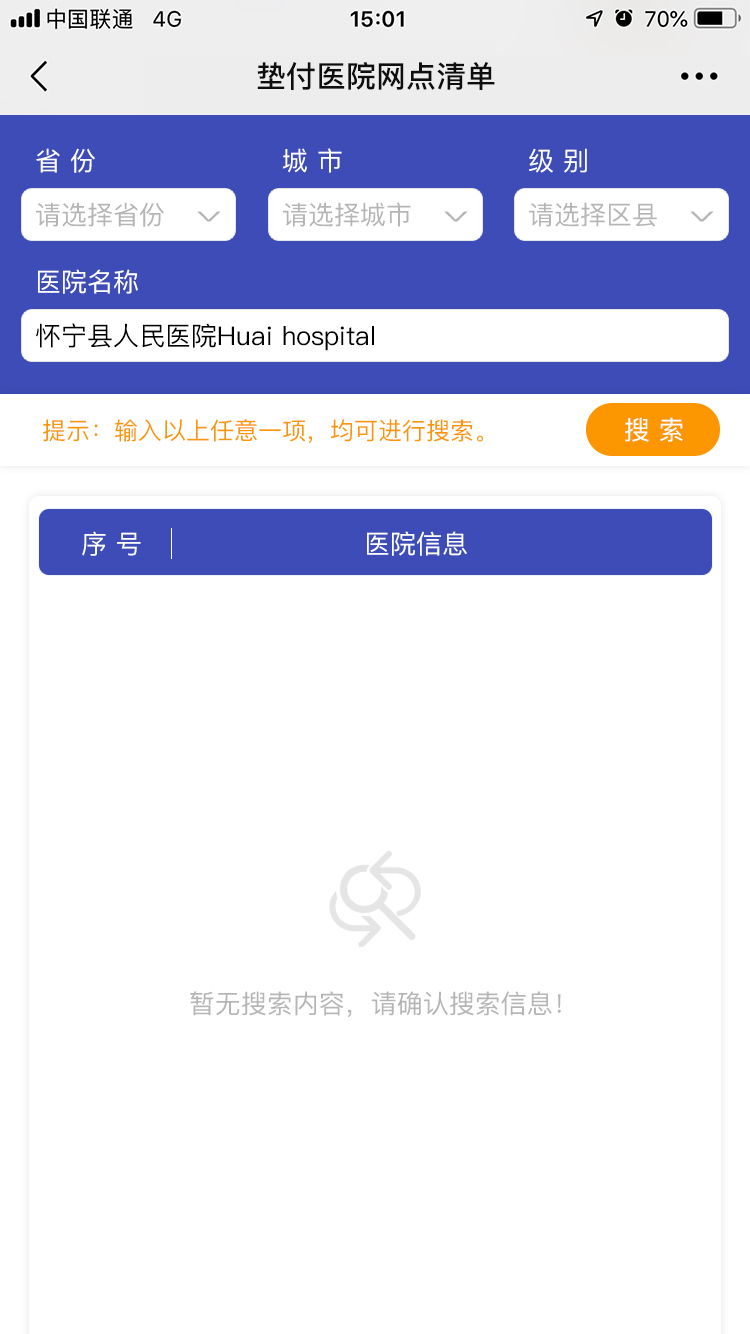 中国联通 4G 15:01 70%
垫付医院网点清单
省 份 城 市 级 别
请选择省份 请选择城市 请选择区县
医院名称
怀宁县人民医院Huai hospital
提示：输入以上任意一项，均可进行搜索。 搜 索
序 号 医院信息
暂无搜索内容，请确认搜索信息！